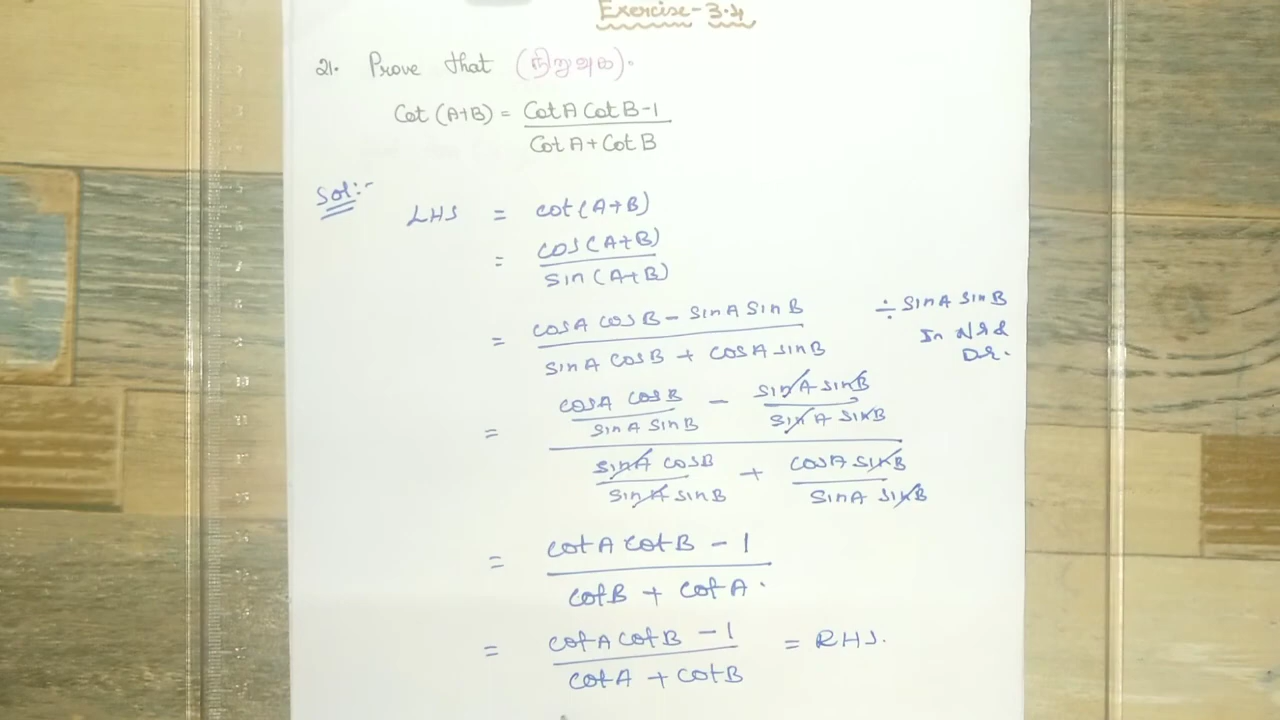 Exercise-3.4
21. Prove that (நிறுவுக).
Cot (A+B) = CotA CotB-1 / CotA+CotB
Sol:-
LHS = cot(A+B)
= cos(A+B) / sin(A+B)
= cosA cosB - sinA sinB / sinA cosB + cosA sinB ÷ sinA sinB
In Nr &
Dr.
= cosA cosB / sinA sinB - sinA sinB / sinA sinB
sinA cosB / sinA sinB + cosA sinB / sinA sinB
= cotA cotB - 1 / cotB + cotA.
= cotA cotB - 1 / cotA + cotB = RHS.